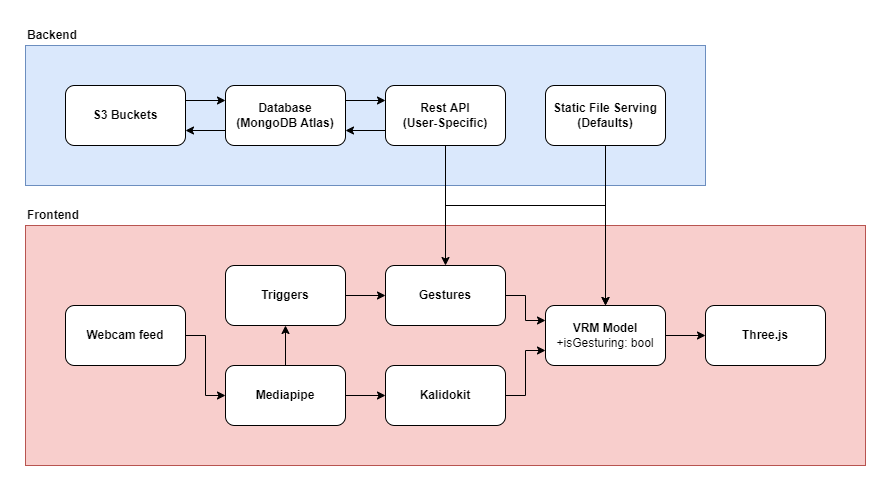 Backend
S3 Buckets
Database
(MongoDB Atlas)
Rest API
(User-Specific)
Static File Serving
(Defaults)
Frontend
Triggers
Gestures
Webcam feed
VRM Model
+isGesturing: bool
Three.js
Mediapipe
Kalidokit